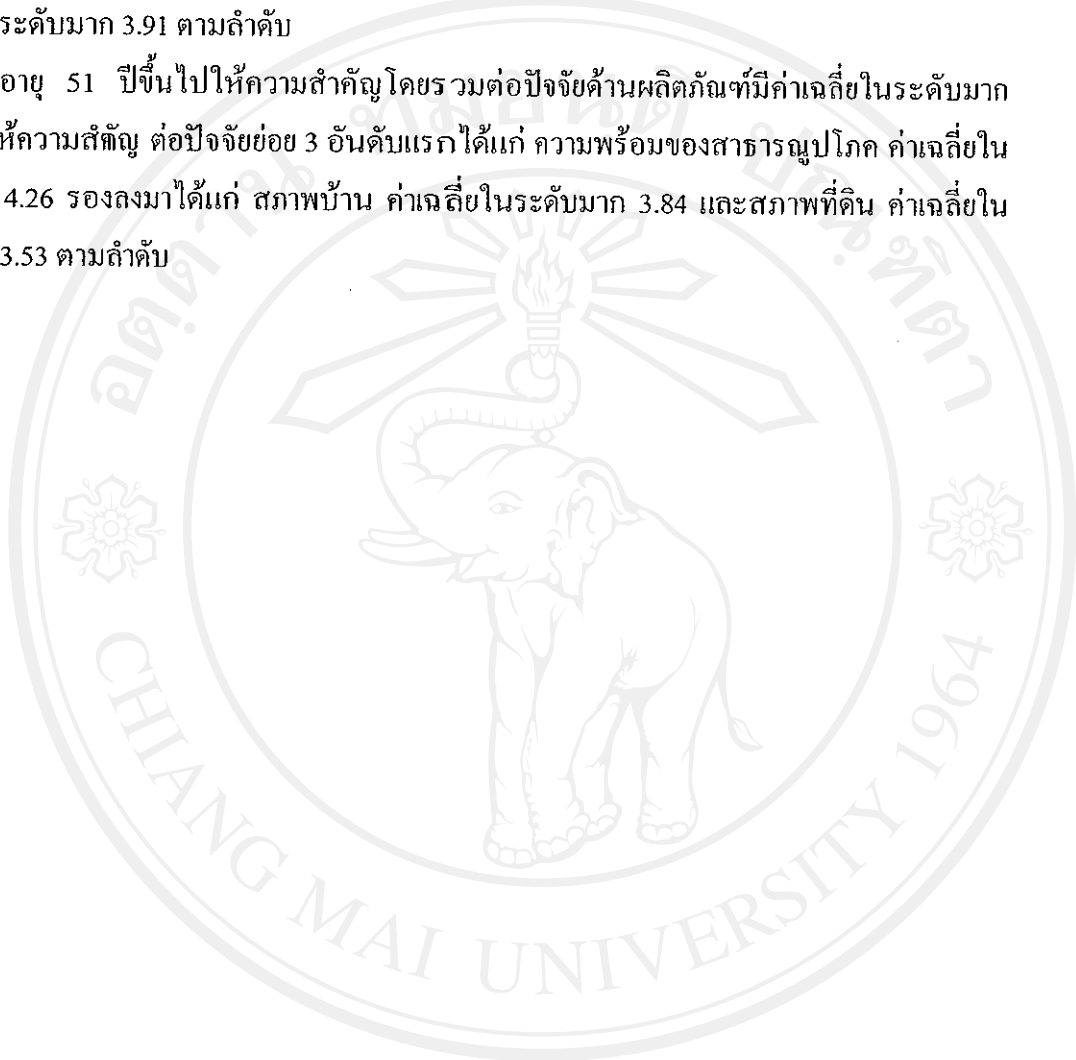 ระดับมาก 3.91 ตามลำดับ
อายุ 51 ปีขึ้นไปให้ความสำคัญโดยรวมต่อปัจจัยด้านผลิตภัณฑ์มีค่าเฉลี่ยในระดับมาก
ห้ความสำคัญ ต่อปัจจัยย่อย 3 อันดับแรกได้แก่ ความพร้อมของสาธารณูปโภค ค่าเฉลี่ยใน
4.26 รองลงมาได้แก่ สภาพบ้าน ค่าเฉลี่ยในระดับมาก 3.84 และสภาพที่ดิน ค่าเฉลี่ยใน
3.53 ตามลำดับ
CHIANG MAI UNIVERSITY 1964